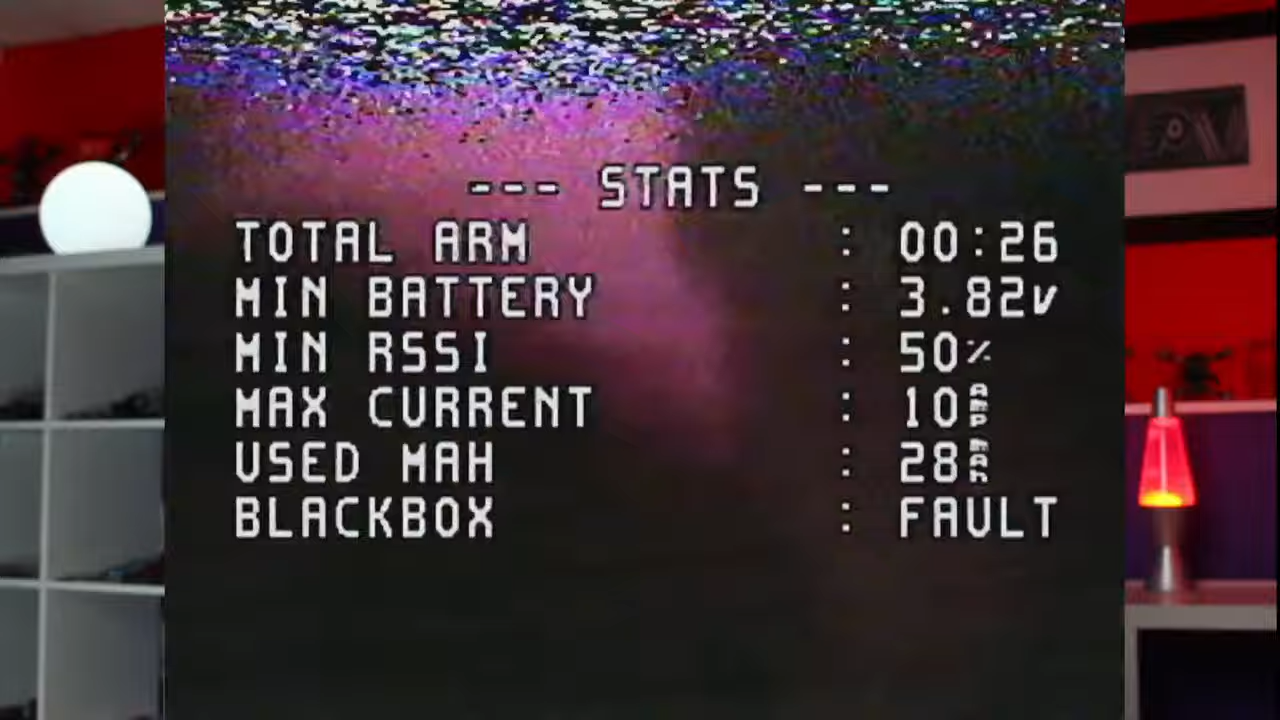 --- STATS ---
TOTAL ARM : 00:26
MIN BATTERY : 3.82V
MIN RSSI : 50%
MAX CURRENT : 10AMP
USED MAH : 28MAH
BLACKBOX : FAULT